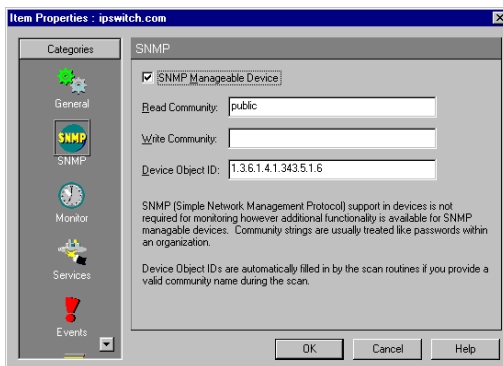 Item Properties : ipswitch.com
Categories
General
SNMP
SNMP
Monitor
Services
Events
SNMP
SNMP Manageable Device
Read Community: public
Write Community:
Device Object ID: 1.3.6.1.4.1.343.5.1.6
SNMP (Simple Network Management Protocol) support in devices is not
required for monitoring however additional functionality is available for SNMP
managable devices. Community strings are usually treated like passwords within
an organization.
Device Object IDs are automatically filled in by the scan routines if you provide a
valid community name during the scan.
OK Cancel Help